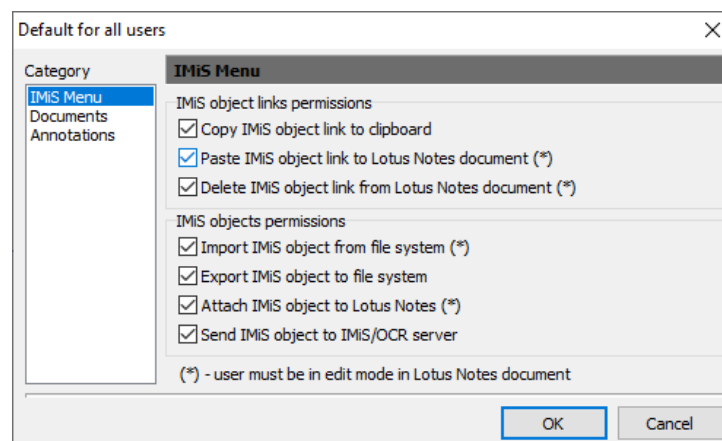 Default for all users
Category
IMiS Menu
Documents
Annotations
IMiS Menu
IMiS object links permissions
Copy IMiS object link to clipboard
Paste IMiS object link to Lotus Notes document (*)
Delete IMiS object link from Lotus Notes document (*)
IMiS objects permissions
Import IMiS object from file system (*)
Export IMiS object to file system
Attach IMiS object to Lotus Notes (*)
Send IMiS object to IMiS/OCR server
(*) - user must be in edit mode in Lotus Notes document
OK
Cancel